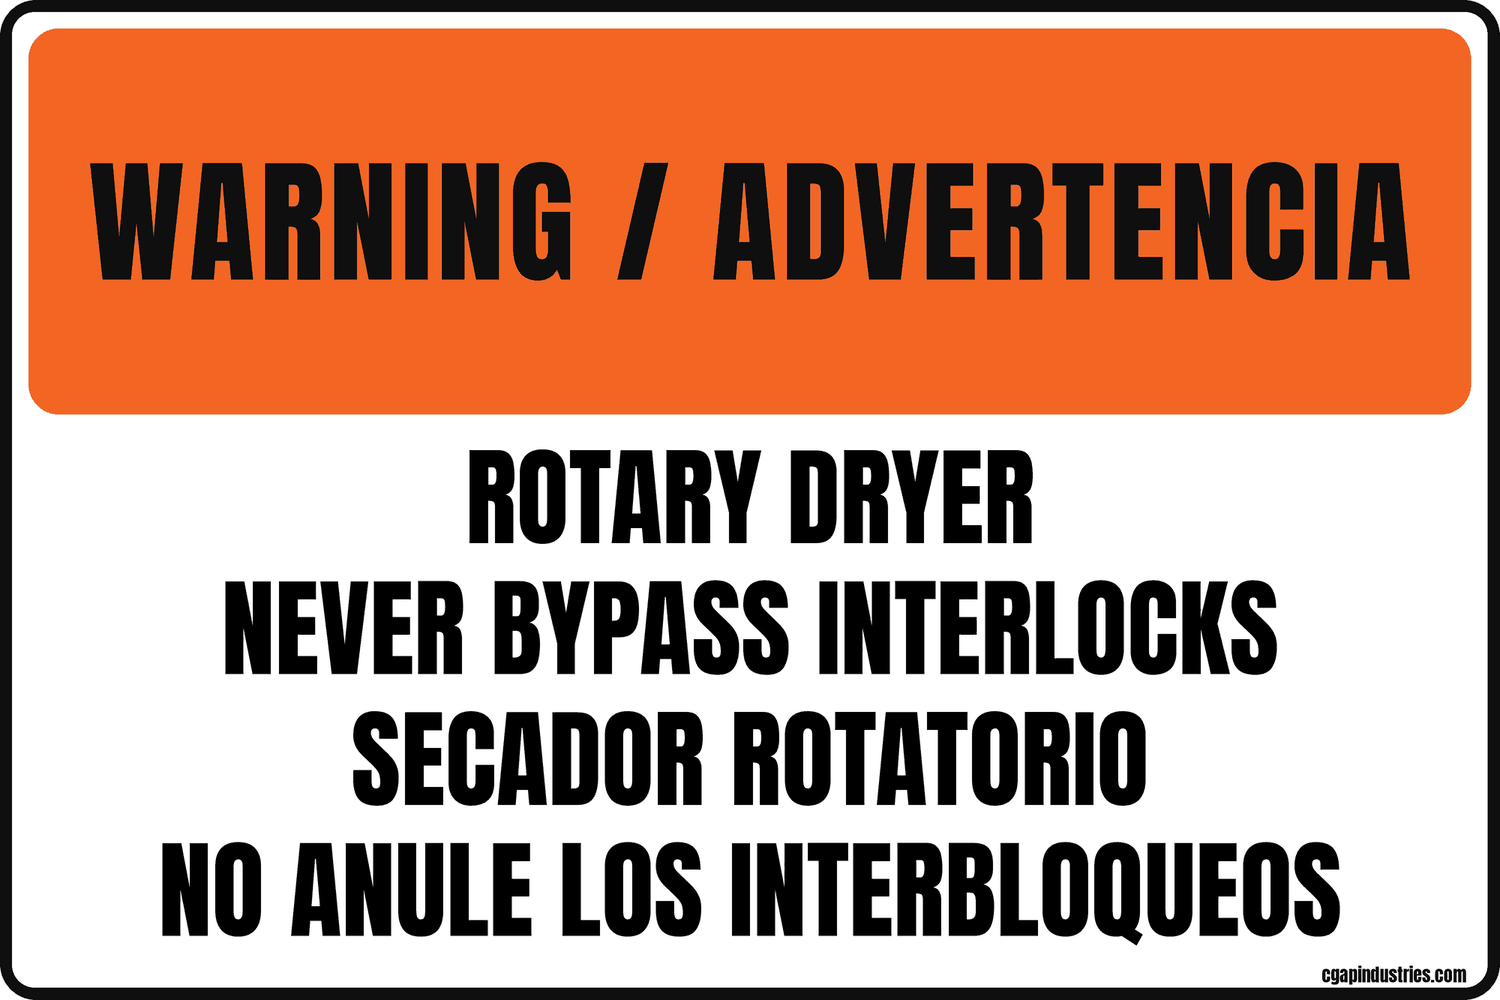 WARNING / ADVERTENCIA
ROTARY DRYER
NEVER BYPASS INTERLOCKS
SECADOR ROTATORIO
NO ANULE LOS INTERBLOQUEOS
cgapindustries.com